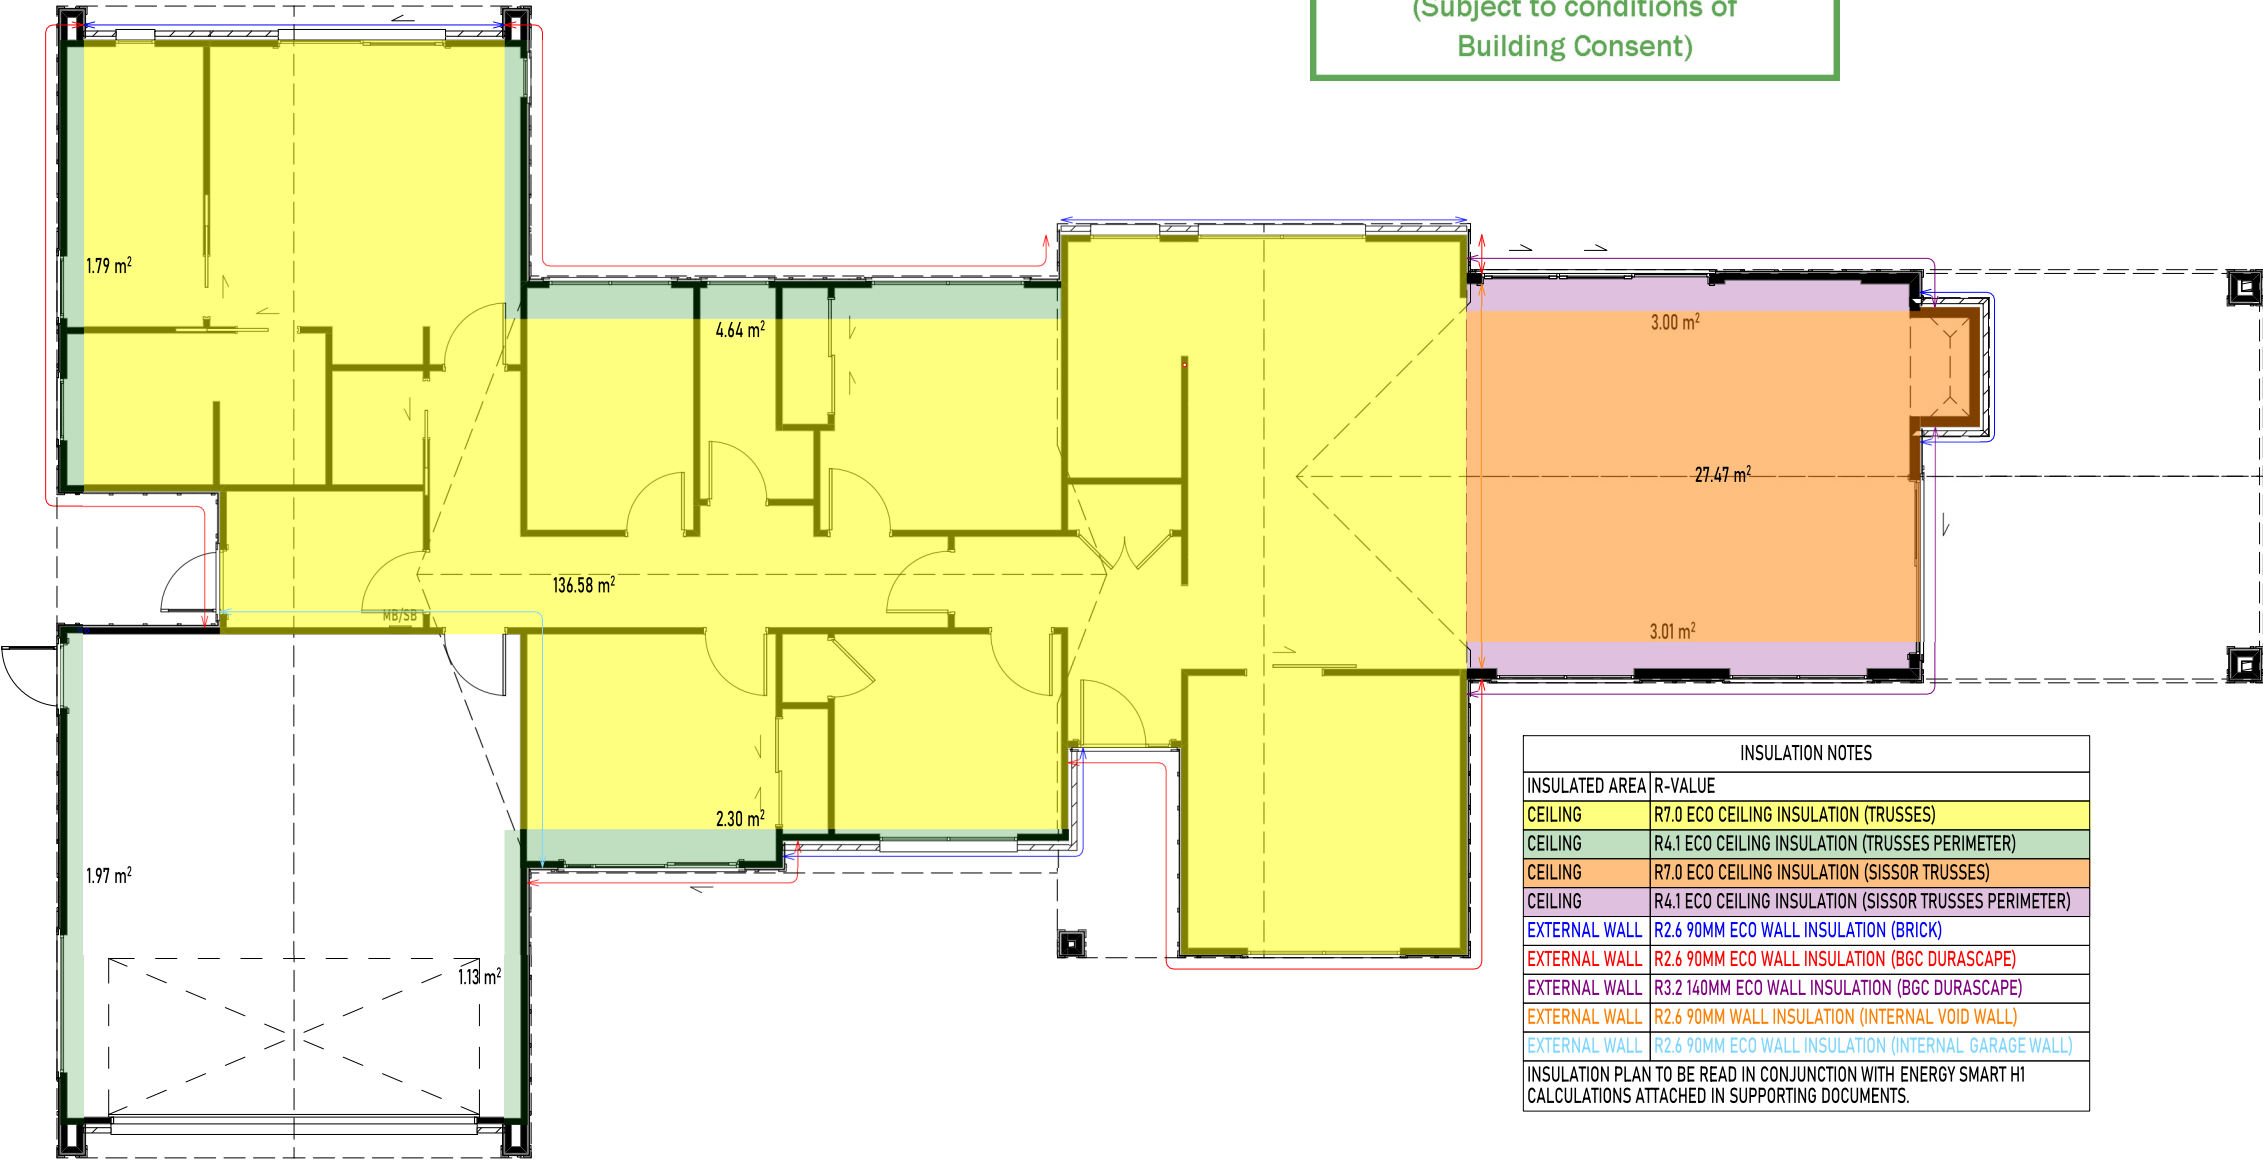 (Subject to conditions of
Building Consent)
1.79 m²
4.64 m²
3.00 m²
27.47 m²
136.58 m²
MB/SB
3.01 m²
2.30 m²
1.97 m²
1.13 m²
INSULATION NOTES
INSULATED AREA R-VALUE
CEILING R7.0 ECO CEILING INSULATION (TRUSSES)
CEILING R4.1 ECO CEILING INSULATION (TRUSSES PERIMETER)
CEILING R7.0 ECO CEILING INSULATION (SISSOR TRUSSES)
CEILING R4.1 ECO CEILING INSULATION (SISSOR TRUSSES PERIMETER)
EXTERNAL WALL R2.6 90MM ECO WALL INSULATION (BRICK)
EXTERNAL WALL R2.6 90MM ECO WALL INSULATION (BGC DURASCAPE)
EXTERNAL WALL R3.2 140MM ECO WALL INSULATION (BGC DURASCAPE)
EXTERNAL WALL R2.6 90MM WALL INSULATION (INTERNAL VOID WALL)
EXTERNAL WALL R2.6 90MM ECO WALL INSULATION (INTERNAL GARAGE WALL)
INSULATION PLAN TO BE READ IN CONJUNCTION WITH ENERGY SMART H1
CALCULATIONS ATTACHED IN SUPPORTING DOCUMENTS.